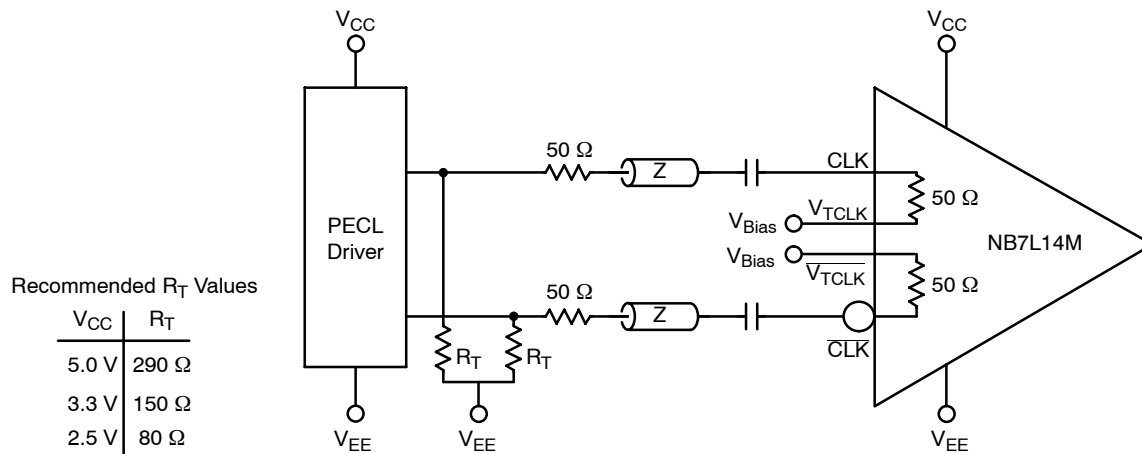 V_CC
V_CC
50 Ω
Z
CLK
50 Ω
V_TCLK
V_Bias
PECL
Driver
NB7L14M
V_Bias
V̅_T̅C̅L̅K̅
50 Ω
50 Ω
Z
C̅L̅K̅
R_T
R_T
V_EE
V_EE
V_EE
Recommended R_T Values
V_CC R_T
5.0 V 290 Ω
3.3 V 150 Ω
2.5 V 80 Ω